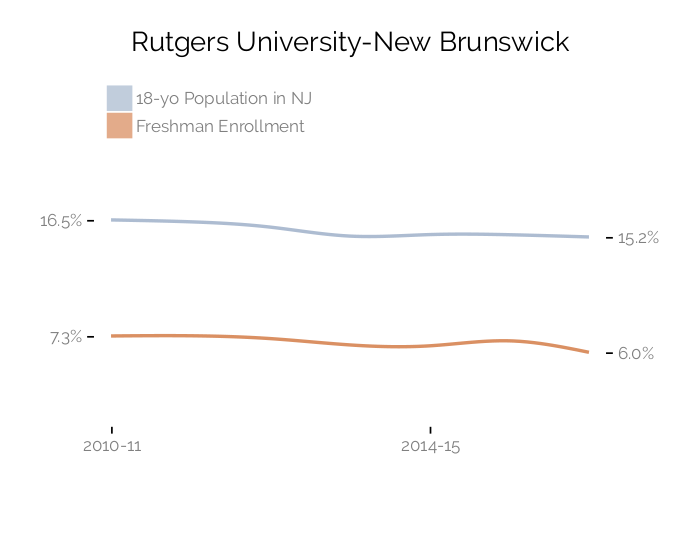 Rutgers University-New Brunswick
18-yo Population in NJ
Freshman Enrollment
16.5%
15.2%
7.3%
6.0%
2010-11
2014-15